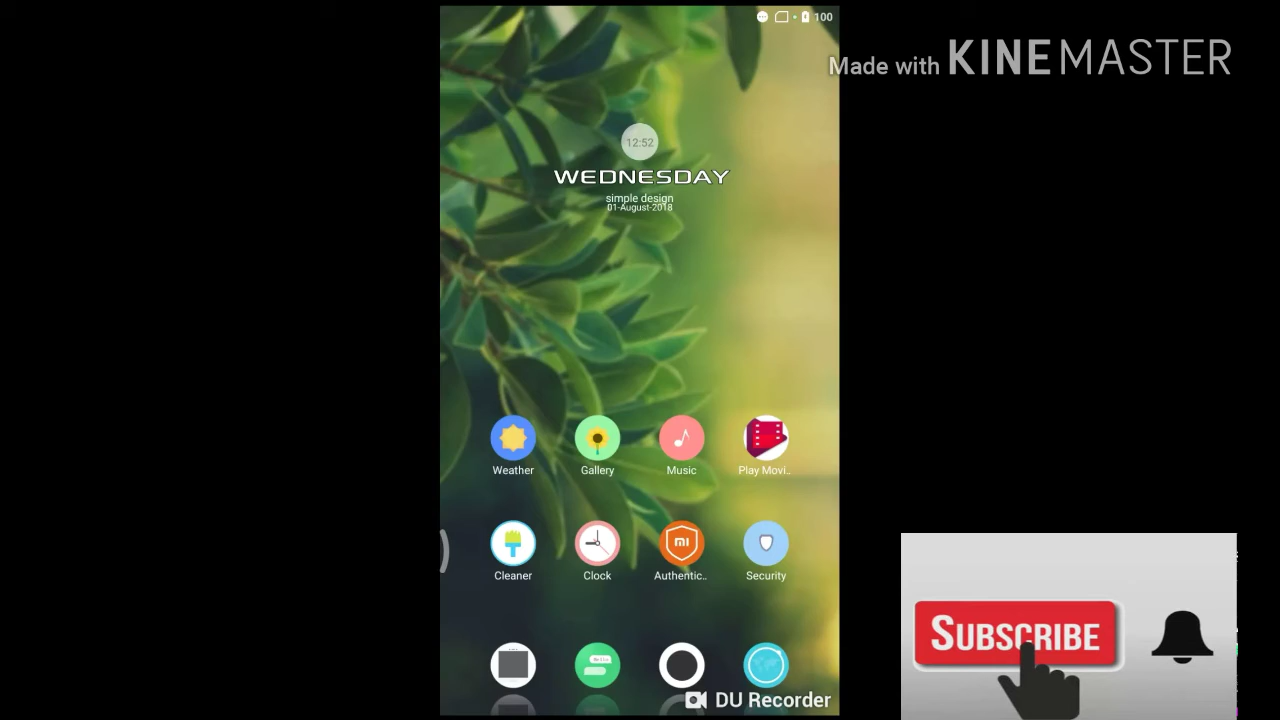 100
Made with KINEMASTER
12:52
WEDNESDAY
simple design
01-August-2018
Weather
Gallery
Music
Play Movi..
Cleaner
Clock
Authentic..
Security
Hello
DU Recorder
SUBSCRIBE